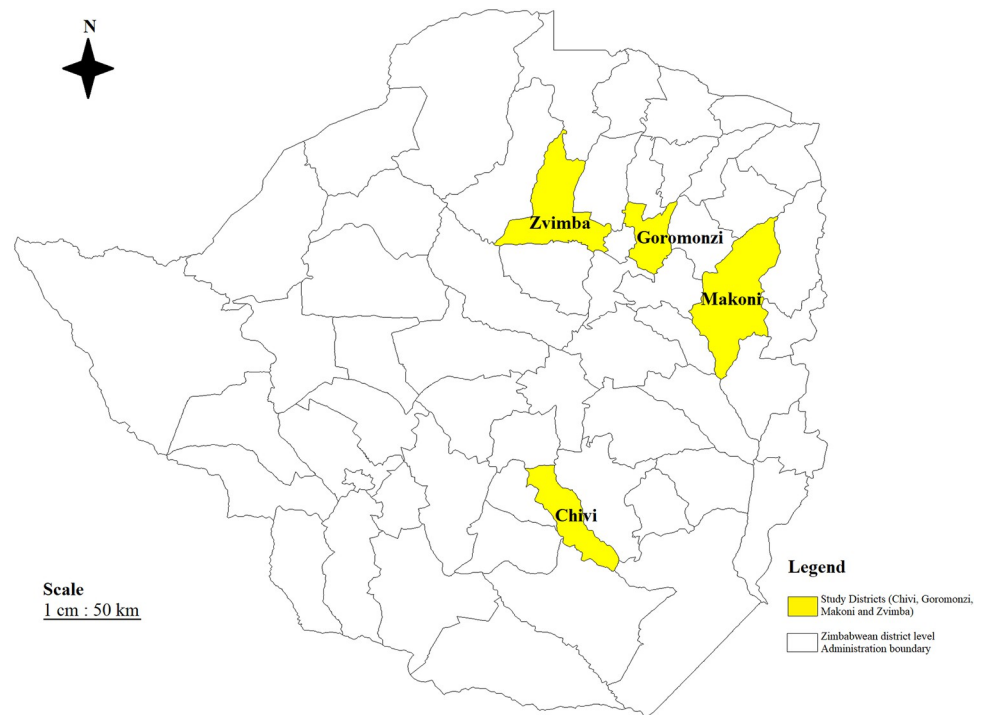 N
Zvimba
Goromonzi
Makoni
Chivi
Scale
1 cm : 50 km
Legend
Study Districts (Chivi, Goromonzi,
Makoni and Zvimba)
Zimbabwean district level
Administration boundary